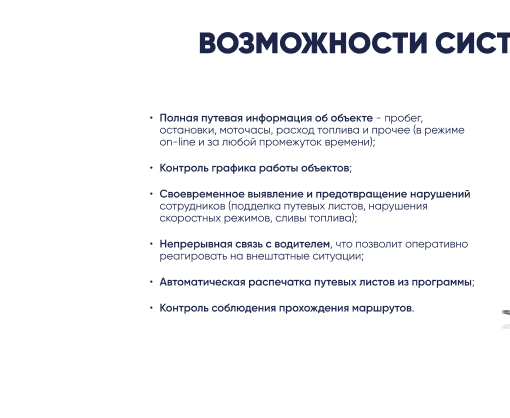 ВОЗМОЖНОСТИ СИСТ
• Полная путевая информация об объекте - пробег,
остановки, моточасы, расход топлива и прочее (в режиме
on-line и за любой промежуток времени);
• Контроль графика работы объектов;
• Своевременное выявление и предотвращение нарушений
сотрудников (подделка путевых листов, нарушения
скоростных режимов, сливы топлива);
• Непрерывная связь с водителем, что позволит оперативно
реагировать на внештатные ситуации;
• Автоматическая распечатка путевых листов из программы;
• Контроль соблюдения прохождения маршрутов.